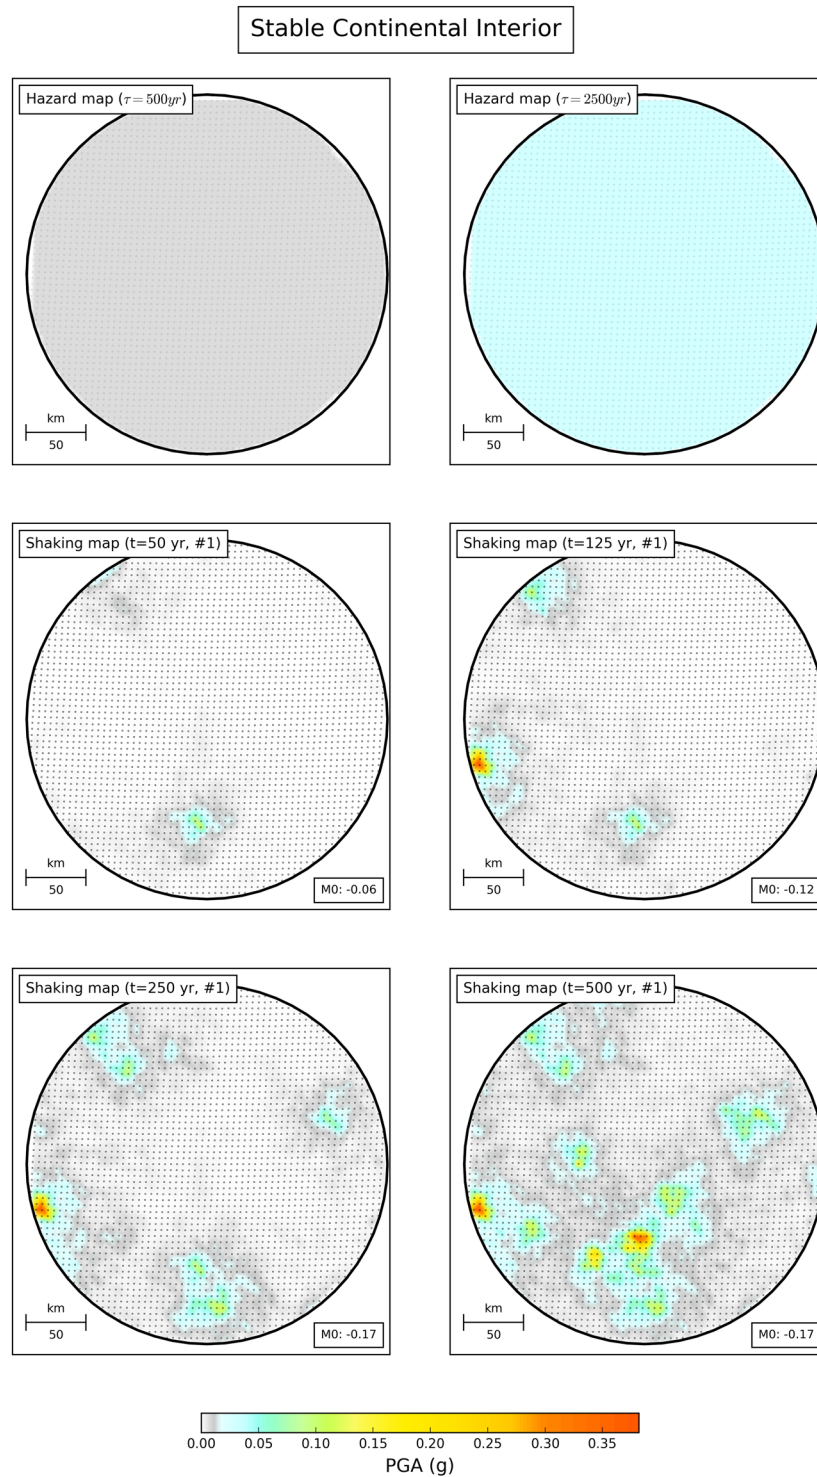 Stable Continental Interior
Hazard map (τ = 500yr)
Hazard map (τ = 2500yr)
km
50
km
50
Shaking map (t=50 yr, #1)
Shaking map (t=125 yr, #1)
km
50
M0: -0.06
km
50
M0: -0.12
Shaking map (t=250 yr, #1)
Shaking map (t=500 yr, #1)
km
50
M0: -0.17
km
50
M0: -0.17
0.00 0.05 0.10 0.15 0.20 0.25 0.30 0.35
PGA (g)